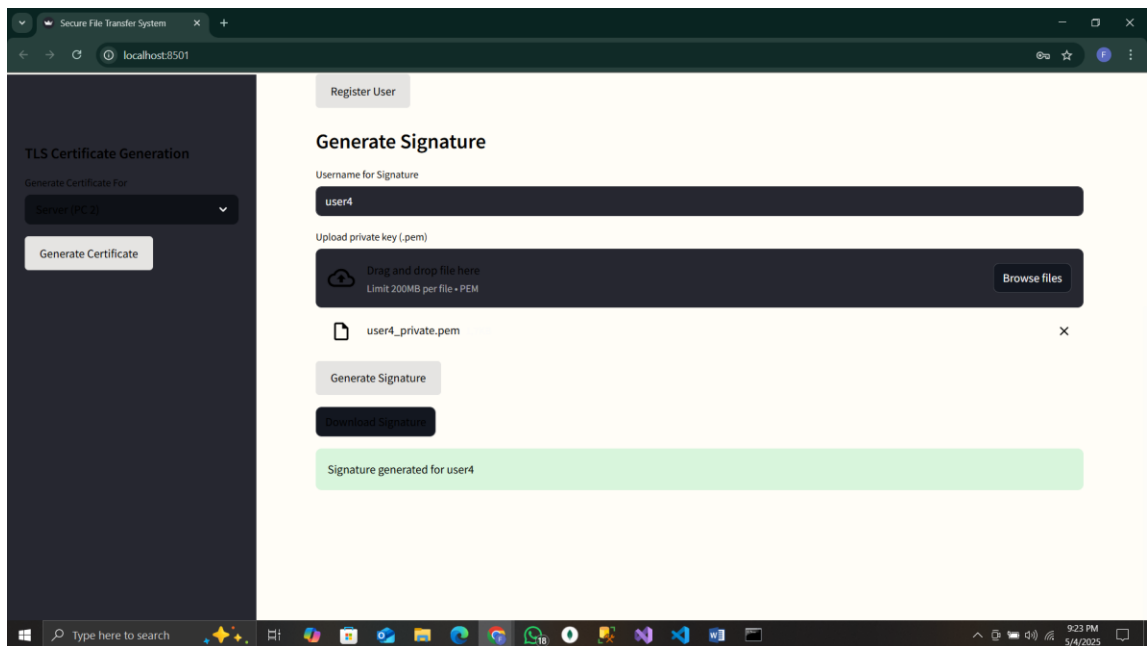 Secure File Transfer System
localhost:8501
F
TLS Certificate Generation
Generate Certificate For
Server (PC 2)
Generate Certificate
Register User
Generate Signature
Username for Signature
user4
Upload private key (.pem)
Drag and drop file here
Limit 200MB per file • PEM
Browse files
user4_private.pem
Generate Signature
Download Signature
Signature generated for user4
Type here to search
18
9:23 PM
5/4/2025